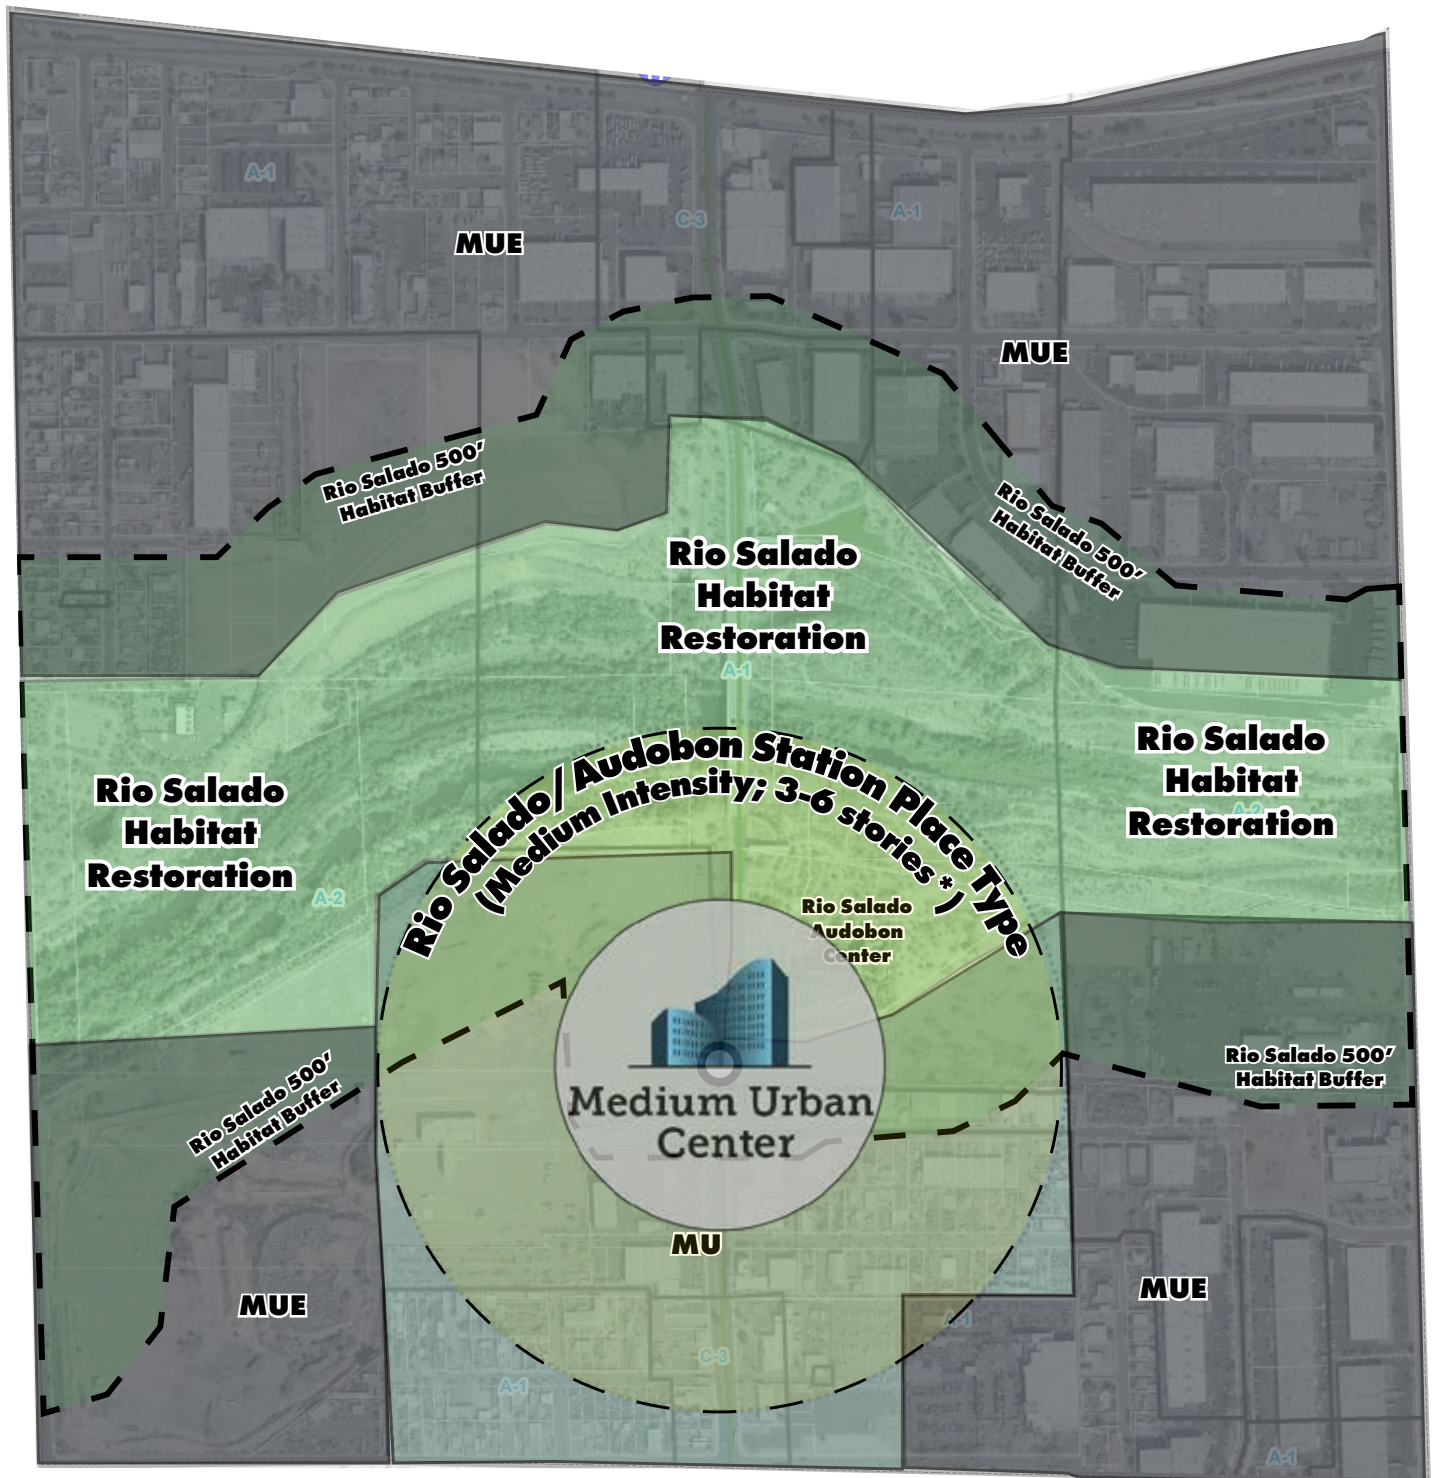 A-1
C-3
A-1
MUE
MUE
Rio Salado 500’
Habitat Buffer
Rio Salado 500’
Habitat Buffer
Rio Salado
Habitat
Restoration
A-1
Rio Salado
Habitat
Restoration
A-2
Rio Salado
Habitat
Restoration
A-2
Rio Salado/ Audobon Station Place Type
(Medium Intensity; 3-6 stories *)
Rio Salado
Audobon
Center
Medium Urban
Center
Rio Salado 500’
Habitat Buffer
Rio Salado 500’
Habitat Buffer
MU
MUE
MUE
A-1
C-3
A-1
A-1